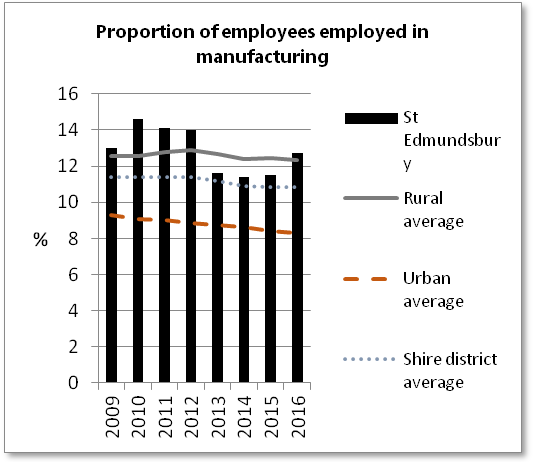 Proportion of employees employed in
manufacturing
16
14
12
10
8
6
4
2
0
%
2009
2010
2011
2012
2013
2014
2015
2016
St
Edmundsbur
y
Rural
average
Urban
average
Shire district
average